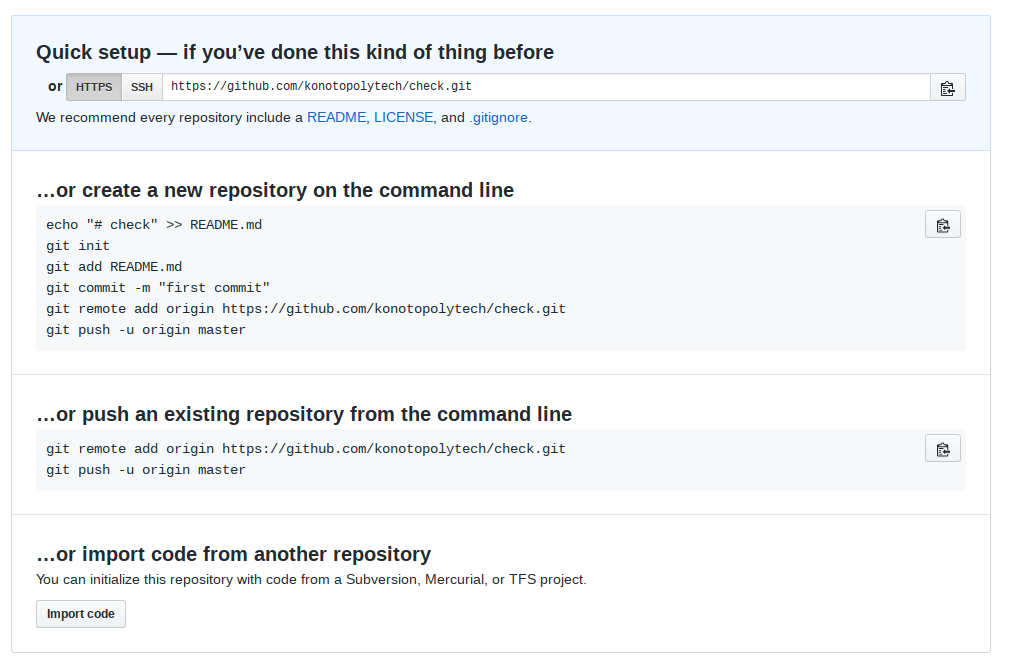 Quick setup — if you’ve done this kind of thing before
or HTTPS SSH https://github.com/konotopolytech/check.git
We recommend every repository include a README, LICENSE, and .gitignore.
…or create a new repository on the command line
echo "# check" >> README.md
git init
git add README.md
git commit -m "first commit"
git remote add origin https://github.com/konotopolytech/check.git
git push -u origin master
…or push an existing repository from the command line
git remote add origin https://github.com/konotopolytech/check.git
git push -u origin master
…or import code from another repository
You can initialize this repository with code from a Subversion, Mercurial, or TFS project.
Import code